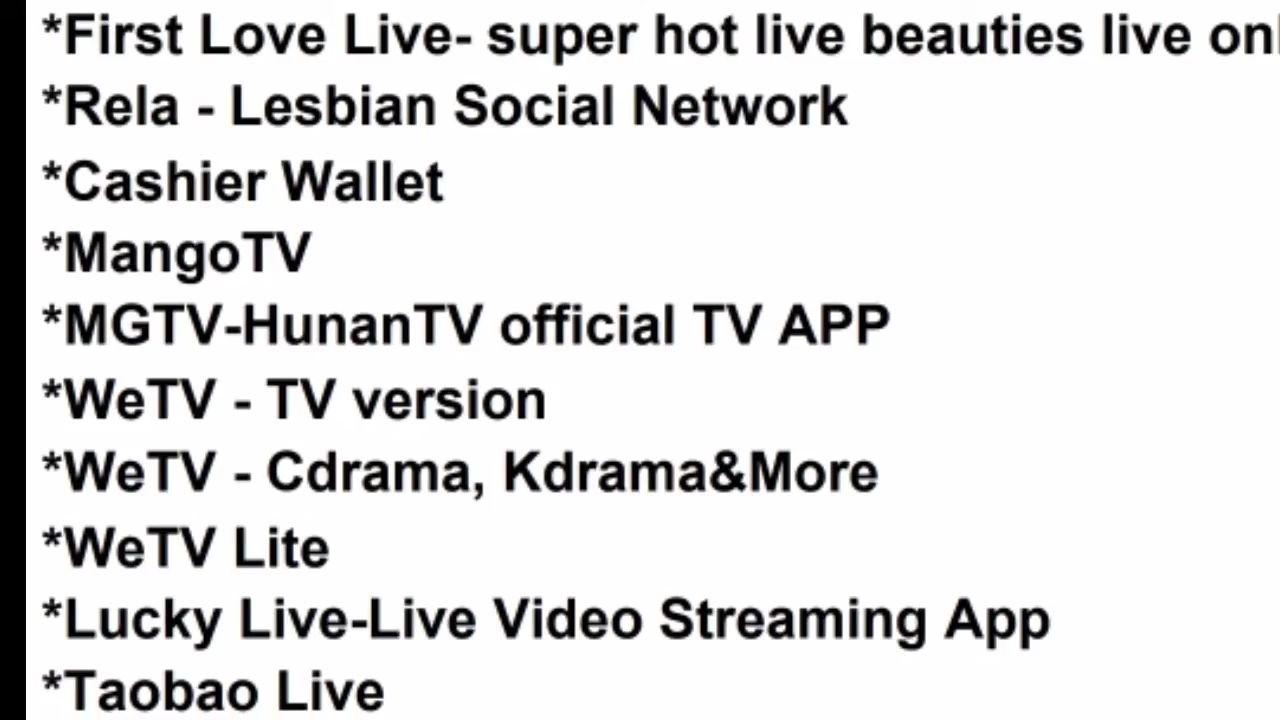 *First Love Live- super hot live beauties live
*Rela - Lesbian Social Network
*Cashier Wallet
*MangoTV
*MGTV-HunanTV official TV APP
*WeTV - TV version
*WeTV - Cdrama, Kdrama&More
*WeTV Lite
*Lucky Live-Live Video Streaming App
*Taobao Live